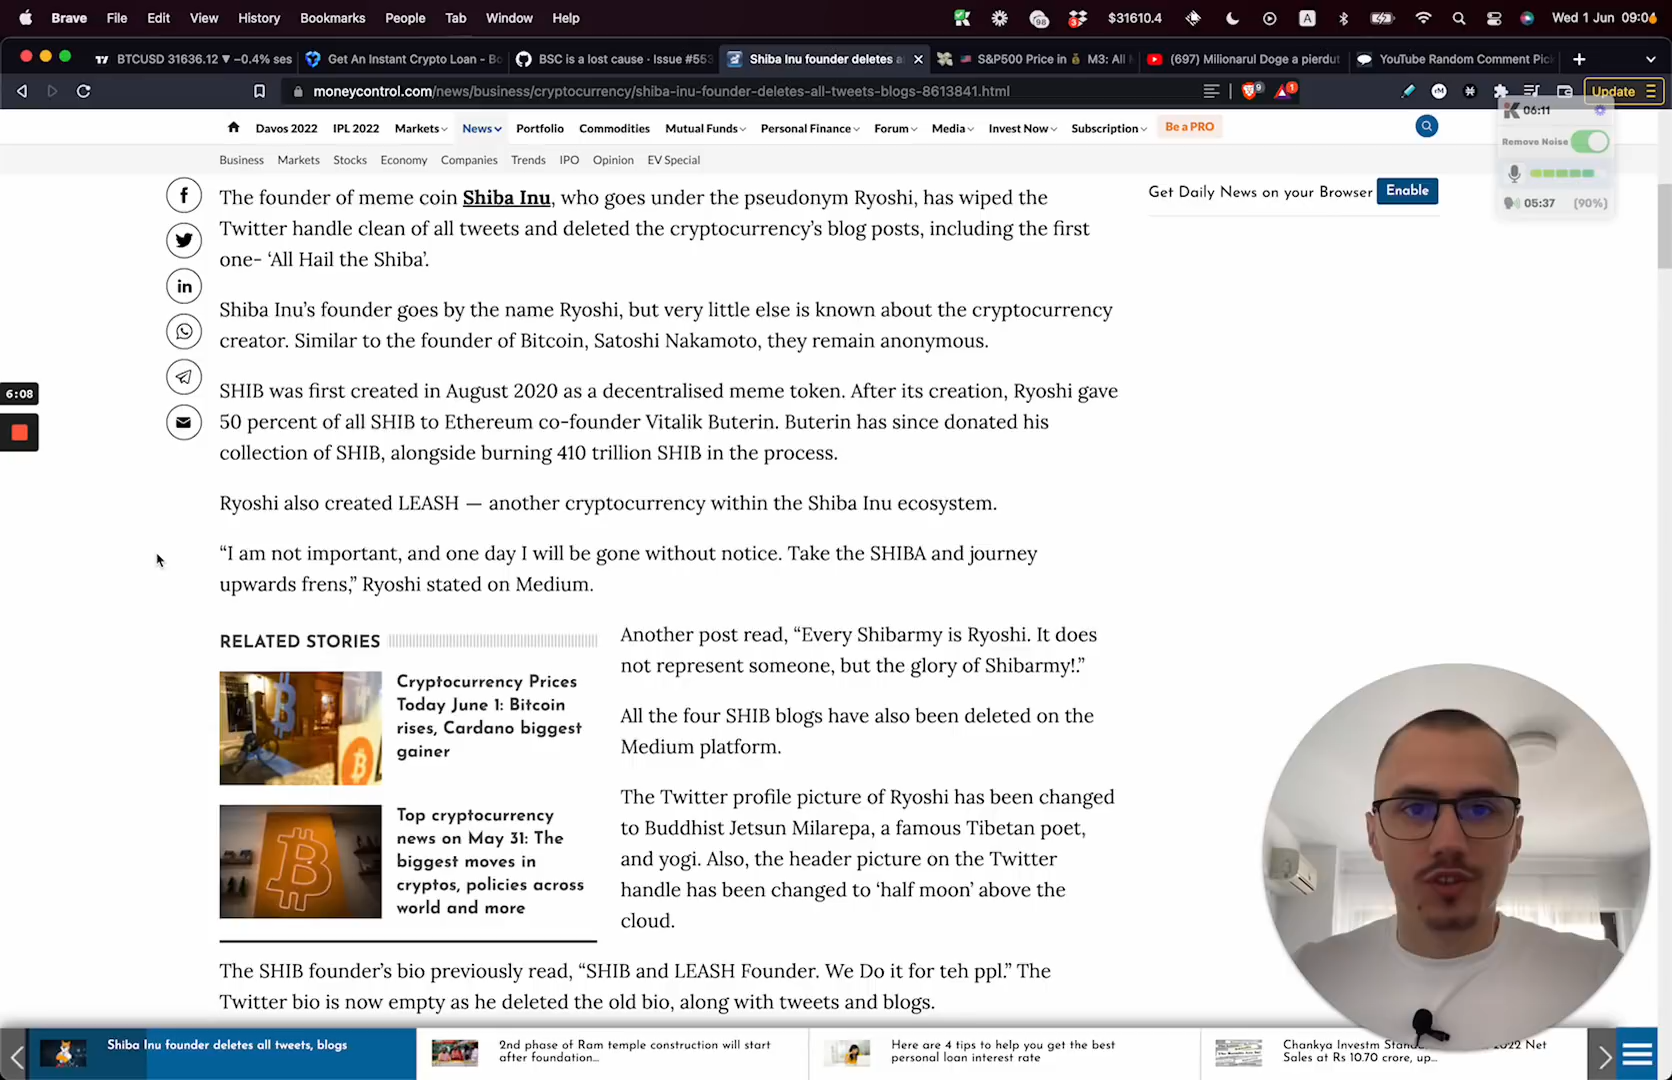 Brave File Edit View History Bookmarks People Tab Window Help
98 3 $31610.4 A Wed 1 Jun 09:04
BTCUSD 31636.12 ▼ −0.4% ses
Get An Instant Crypto Loan - Bo
BSC is a lost cause · Issue #553
Shiba Inu founder deletes a
S&P500 Price in M3: All
(697) Milionarul Doge a pierdut
YouTube Random Comment Pic
moneycontrol.com/news/business/cryptocurrency/shiba-inu-founder-deletes-all-tweets-blogs-8613841.html
9 1 Update
Davos 2022 IPL 2022 Markets News Portfolio Commodities Mutual Funds Personal Finance Forum Media Invest Now Subscription Be a PRO
Business Markets Stocks Economy Companies Trends IPO Opinion EV Special
06:11
Remove Noise
05:37 (90%)
Get Daily News on your Browser Enable
The founder of meme coin Shiba Inu, who goes under the pseudonym Ryoshi, has wiped the
Twitter handle clean of all tweets and deleted the cryptocurrency’s blog posts, including the first
one- ‘All Hail the Shiba’.
Shiba Inu’s founder goes by the name Ryoshi, but very little else is known about the cryptocurrency
creator. Similar to the founder of Bitcoin, Satoshi Nakamoto, they remain anonymous.
6:08
SHIB was first created in August 2020 as a decentralised meme token. After its creation, Ryoshi gave
50 percent of all SHIB to Ethereum co-founder Vitalik Buterin. Buterin has since donated his
collection of SHIB, alongside burning 410 trillion SHIB in the process.
Ryoshi also created LEASH — another cryptocurrency within the Shiba Inu ecosystem.
“I am not important, and one day I will be gone without notice. Take the SHIBA and journey
upwards frens,” Ryoshi stated on Medium.
RELATED STORIES
Cryptocurrency Prices
Today June 1: Bitcoin
rises, Cardano biggest
gainer
Top cryptocurrency
news on May 31: The
biggest moves in
cryptos, policies across
world and more
Another post read, “Every Shibarmy is Ryoshi. It does
not represent someone, but the glory of Shibarmy!.”
All the four SHIB blogs have also been deleted on the
Medium platform.
The Twitter profile picture of Ryoshi has been changed
to Buddhist Jetsun Milarepa, a famous Tibetan poet,
and yogi. Also, the header picture on the Twitter
handle has been changed to ‘half moon’ above the
cloud.
The SHIB founder’s bio previously read, “SHIB and LEASH Founder. We Do it for teh ppl.” The
Twitter bio is now empty as he deleted the old bio, along with tweets and blogs.
Shiba Inu founder deletes all tweets, blogs
2nd phase of Ram temple construction will start
after foundation...
Here are 4 tips to help you get the best
personal loan interest rate
Chankya Investm Stand 2022 Net
Sales at Rs 10.70 crore, up...